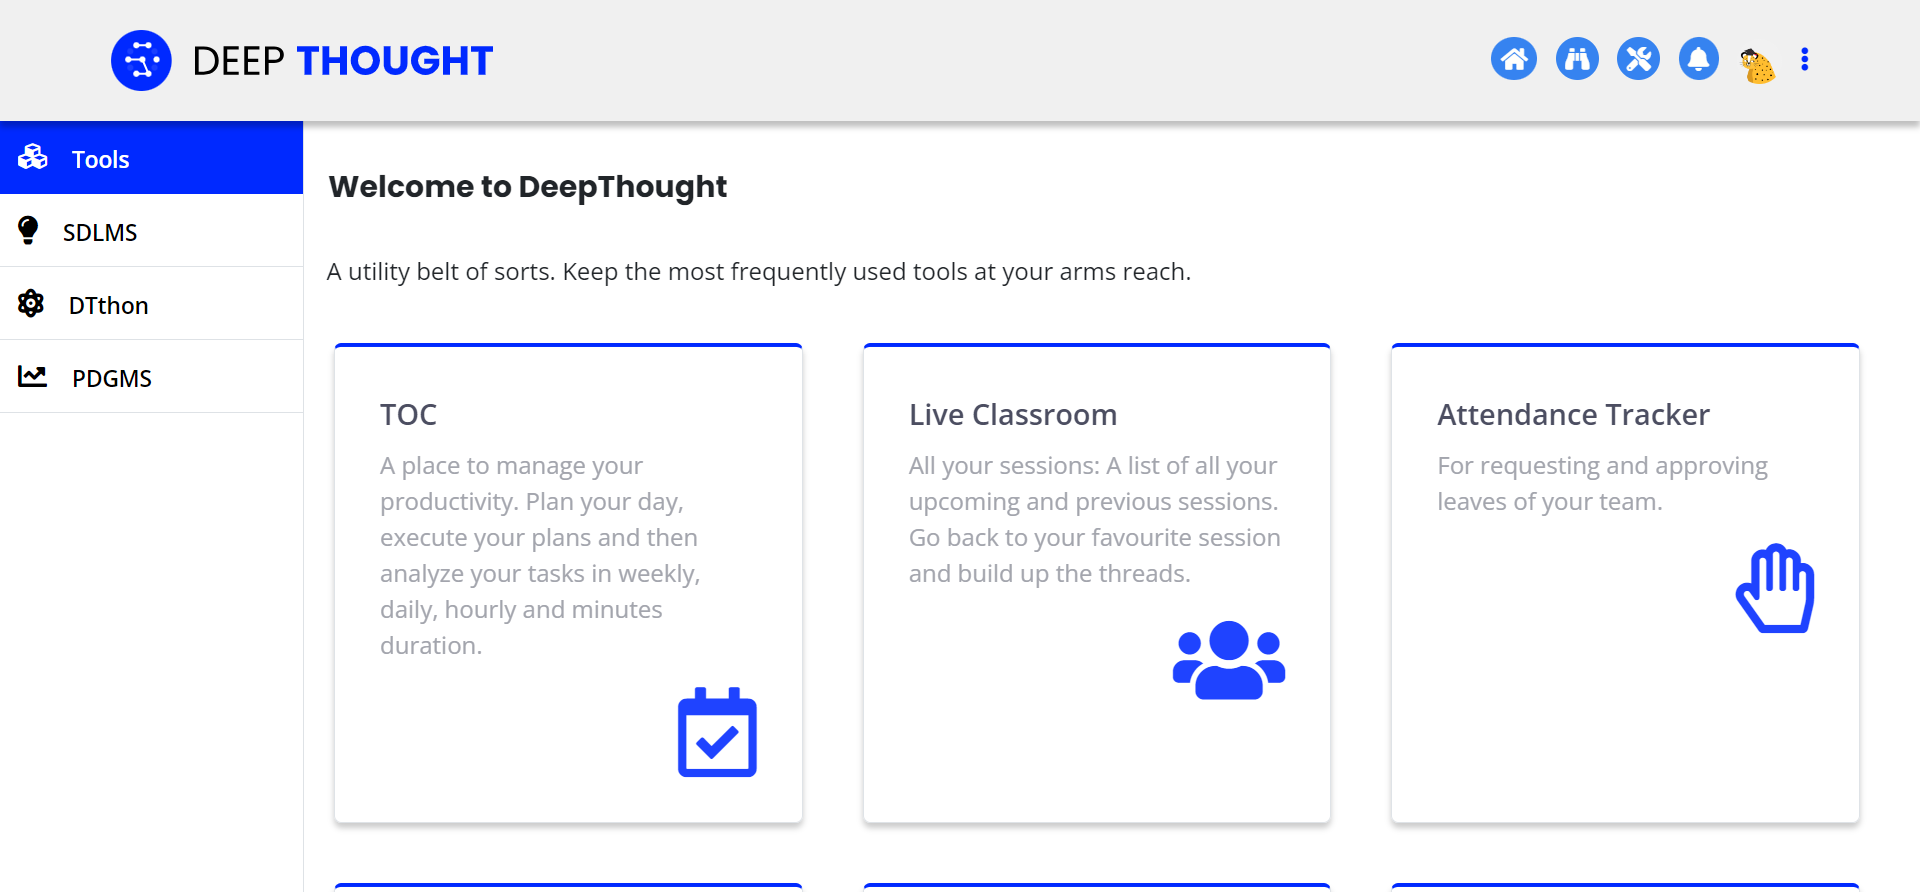 DEEP THOUGHT
Tools
SDLMS
DTthon
PDGMS
Welcome to DeepThought
A utility belt of sorts. Keep the most frequently used tools at your arms reach.
TOC
A place to manage your
productivity. Plan your day,
execute your plans and then
analyze your tasks in weekly,
daily, hourly and minutes
duration.
Live Classroom
All your sessions: A list of all your
upcoming and previous sessions.
Go back to your favourite session
and build up the threads.
Attendance Tracker
For requesting and approving
leaves of your team.